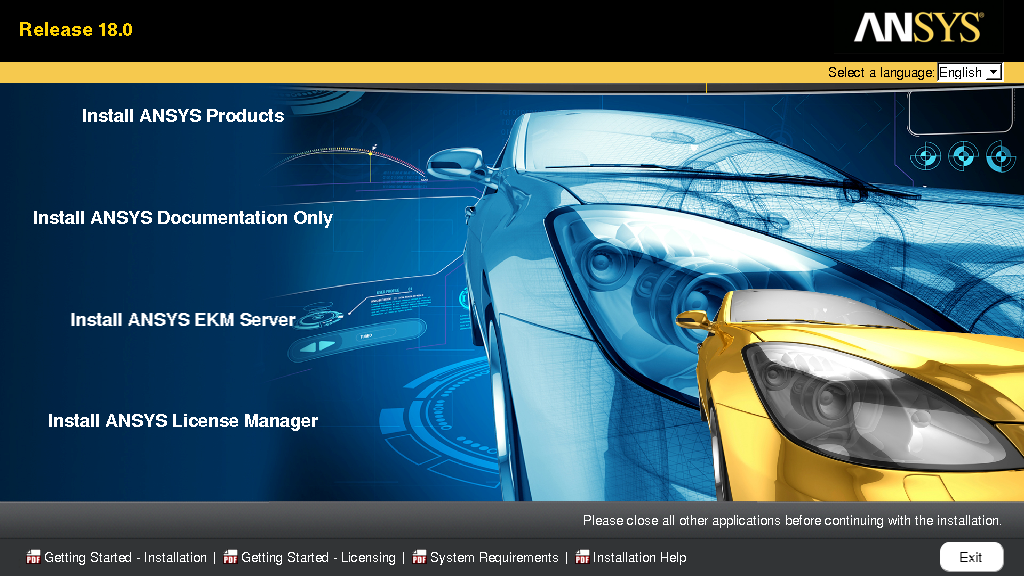 Release 18.0
ANSYS®
Select a language: English
Install ANSYS Products
Install ANSYS Documentation Only
Install ANSYS EKM Server
Install ANSYS License Manager
Please close all other applications before continuing with the installation.
PDF Getting Started - Installation | PDF Getting Started - Licensing | PDF System Requirements | PDF Installation Help
Exit